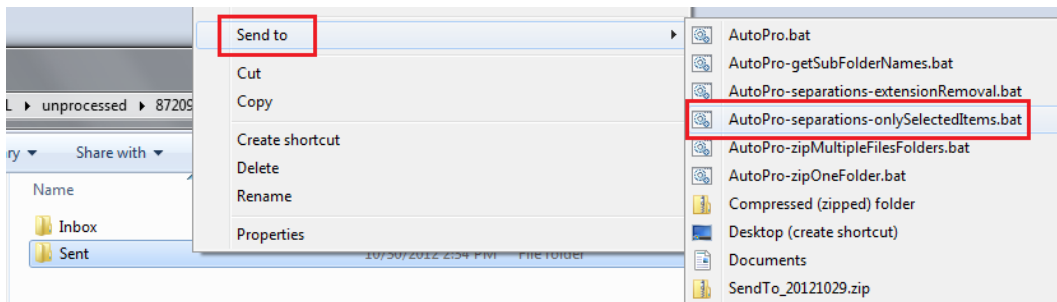 L ▸ unprocessed ▸ 87209
ry ▾ Share with ▾
Name
Inbox
Sent
10/30/2012 2:54 PM File folder
Send to
Cut
Copy
Create shortcut
Delete
Rename
Properties
AutoPro.bat
AutoPro-getSubFolderNames.bat
AutoPro-separations-extensionRemoval.bat
AutoPro-separations-onlySelectedItems.bat
AutoPro-zipMultipleFilesFolders.bat
AutoPro-zipOneFolder.bat
Compressed (zipped) folder
Desktop (create shortcut)
Documents
SendTo_20121029.zip